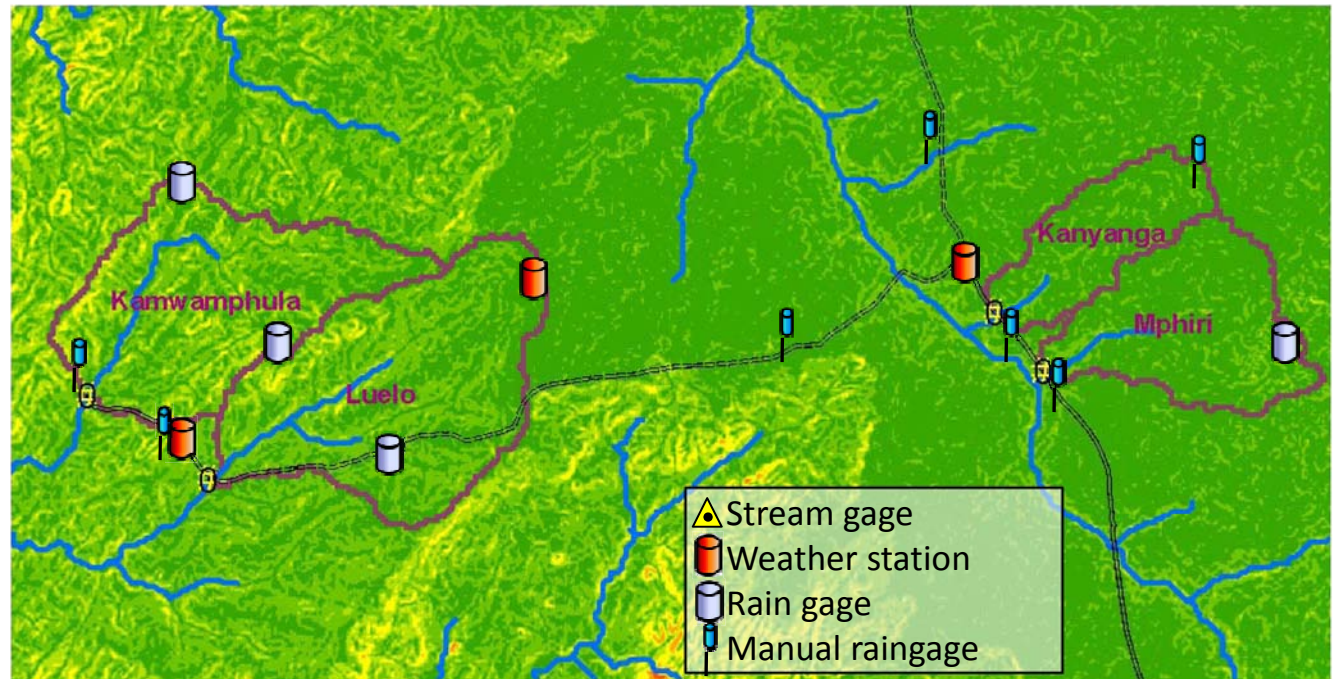 Kanyanga
Kamwamphula
Mphiri
Luelo
Stream gage
Weather station
Rain gage
Manual raingage